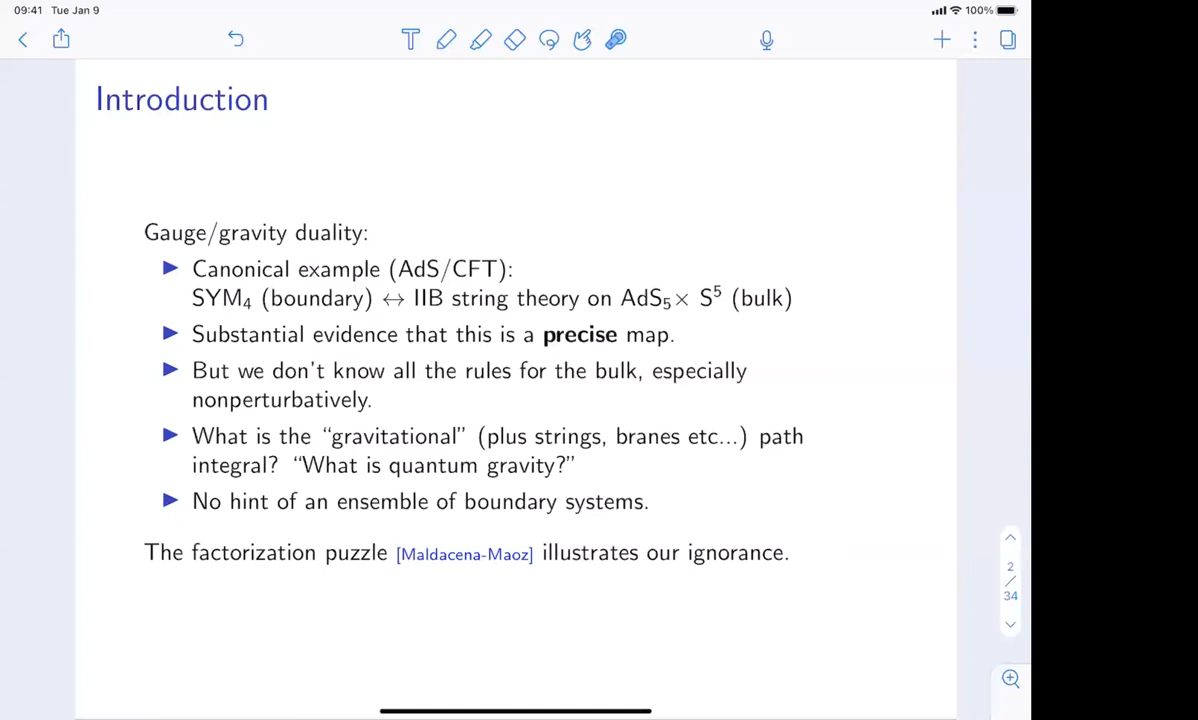 09:41 Tue Jan 9
100%
Introduction
Gauge/gravity duality:
▶ Canonical example (AdS/CFT):
SYM₄ (boundary) ↔ IIB string theory on AdS₅× S⁵ (bulk)
▶ Substantial evidence that this is a precise map.
▶ But we don't know all the rules for the bulk, especially
nonperturbatively.
▶ What is the “gravitational” (plus strings, branes etc...) path
integral? “What is quantum gravity?”
▶ No hint of an ensemble of boundary systems.
The factorization puzzle [Maldacena-Maoz] illustrates our ignorance.
2
/
34